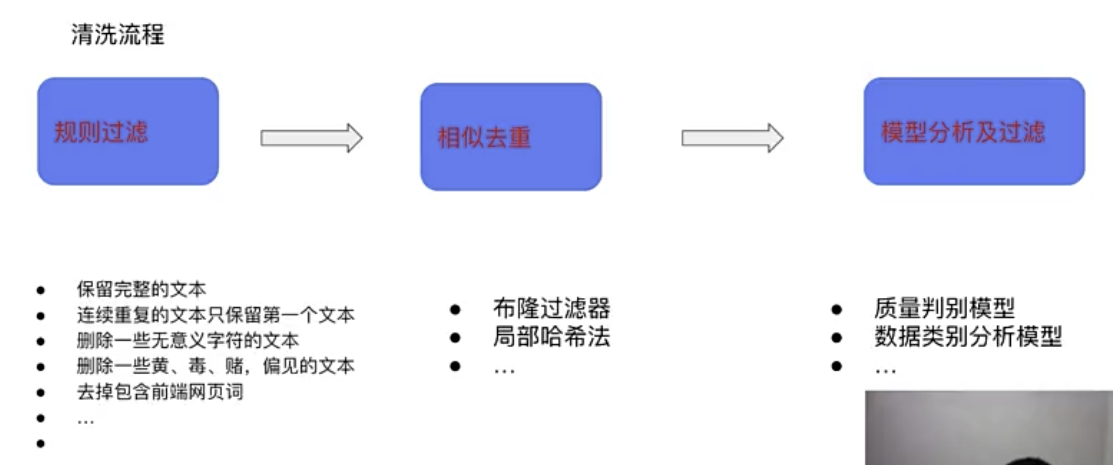 清洗流程
规则过滤
相似去重
模型分析及过滤
保留完整的文本
连续重复的文本只保留第一个文本
删除一些无意义字符的文本
删除一些黄、毒、赌，偏见的文本
去掉包含前端网页词
...
布隆过滤器
局部哈希法
...
质量判别模型
数据类别分析模型
...